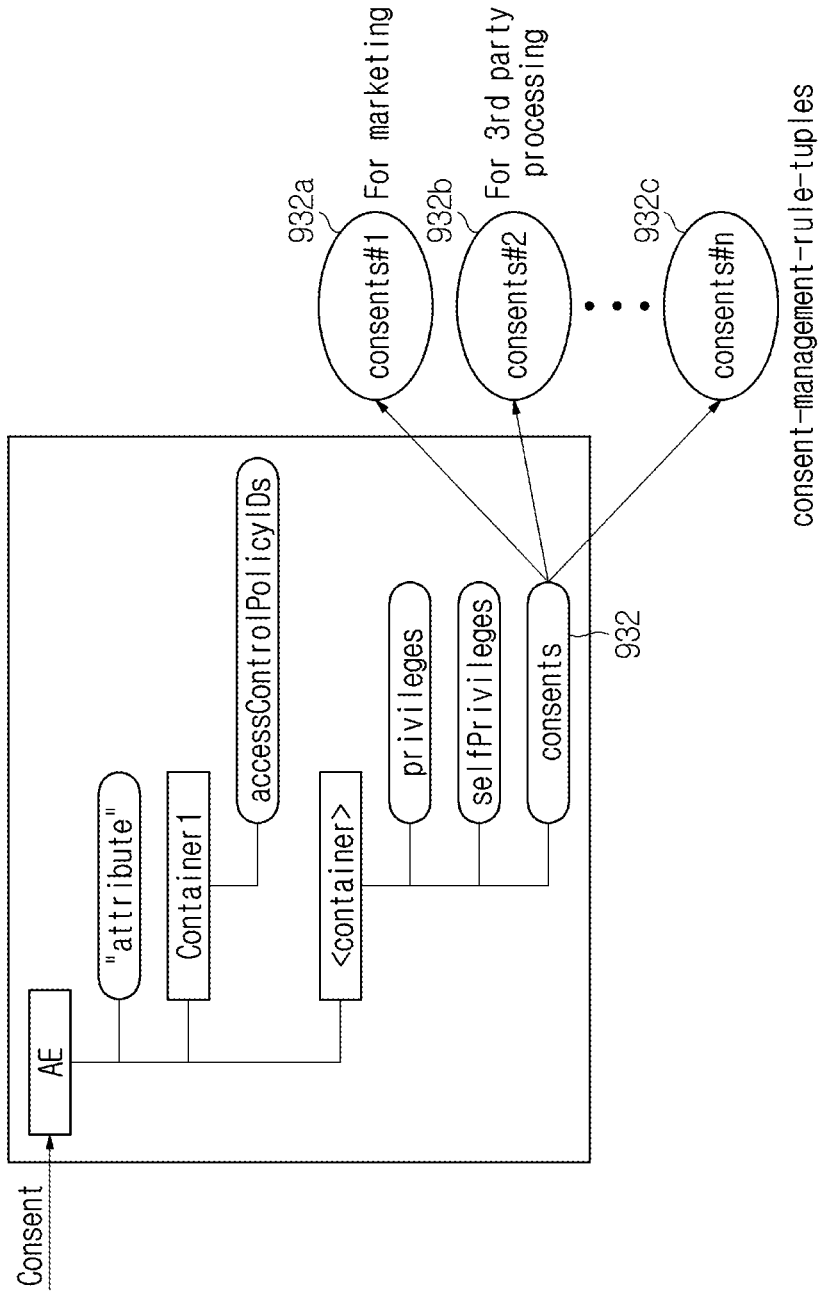 Consent
AE
"attribute"
Container1
accessControlPolicyIDs
<container>
privileges
selfPrivileges
consents
932
932a
consents#1
For marketing
932b
consents#2
For 3rd party
processing
932c
consents#n
consent-management-rule-tuples